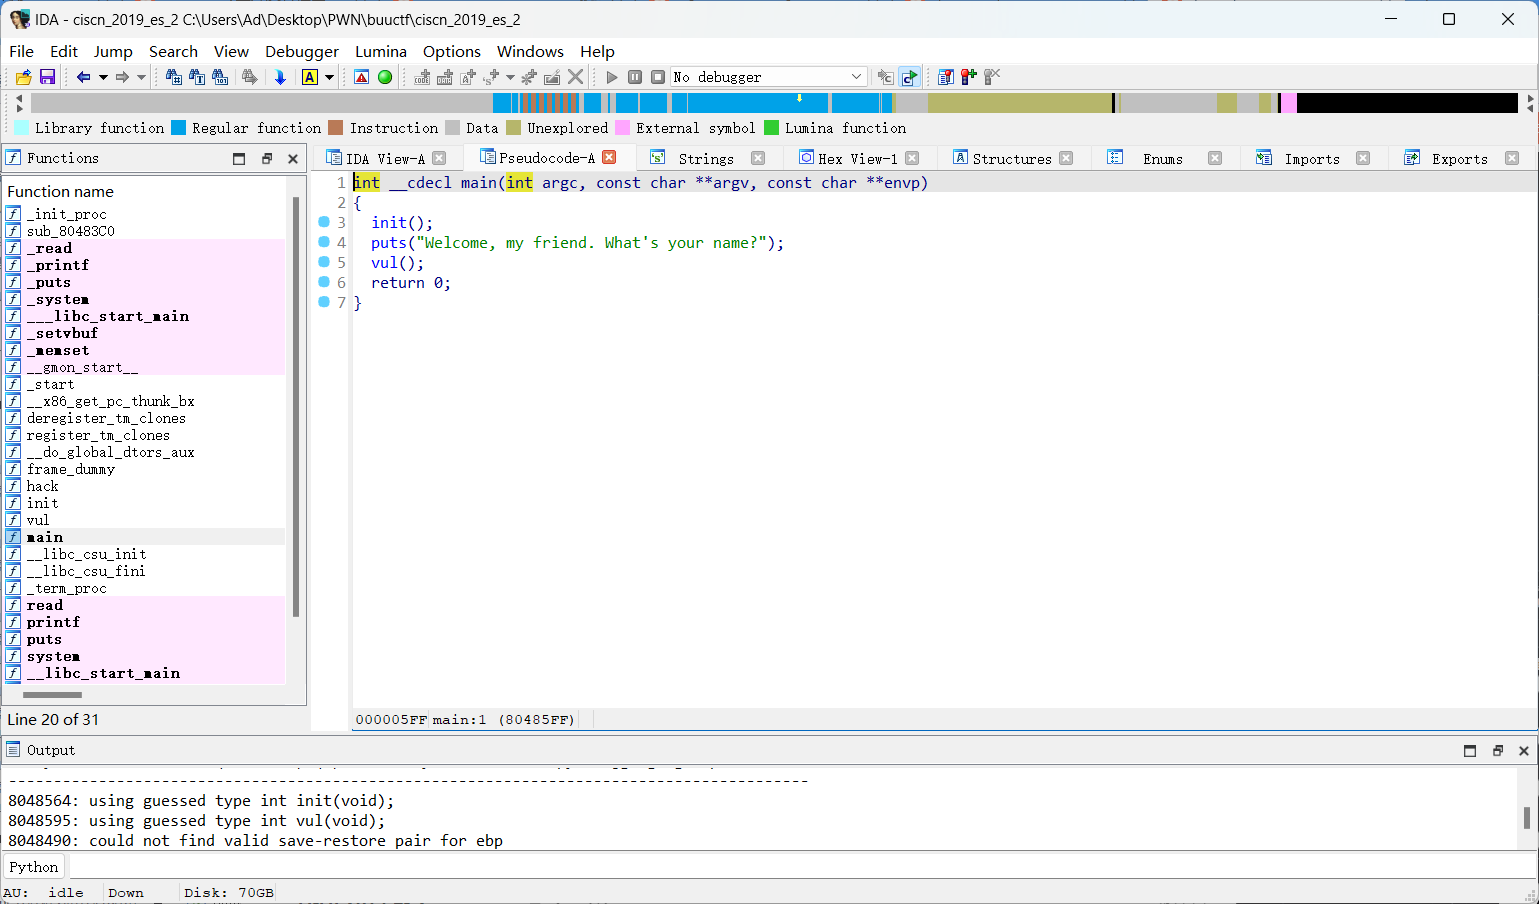 IDA - ciscn_2019_es_2 C:\Users\Ad\Desktop\PWN\buuctf\ciscn_2019_es_2
File Edit Jump Search View Debugger Lumina Options Windows Help
No debugger
Library function Regular function Instruction Data Unexplored External symbol Lumina function
Functions
IDA View-A Pseudocode-A Strings Hex View-1 Structures Enums Imports Exports
Function name
_init_proc
sub_80483C0
_read
_printf
_puts
_system
___libc_start_main
_setvbuf
_memset
__gmon_start__
_start
__x86_get_pc_thunk_bx
deregister_tm_clones
register_tm_clones
__do_global_dtors_aux
frame_dummy
hack
init
vul
main
__libc_csu_init
__libc_csu_fini
_term_proc
read
printf
puts
system
__libc_start_main
Line 20 of 31
1 int __cdecl main(int argc, const char **argv, const char **envp)
2 {
3 init();
4 puts("Welcome, my friend. What's your name?");
5 vul();
6 return 0;
7 }
000005FF main:1 (80485FF)
Output
8048564: using guessed type int init(void);
8048595: using guessed type int vul(void);
8048490: could not find valid save-restore pair for ebp
Python
AU: idle Down Disk: 70GB